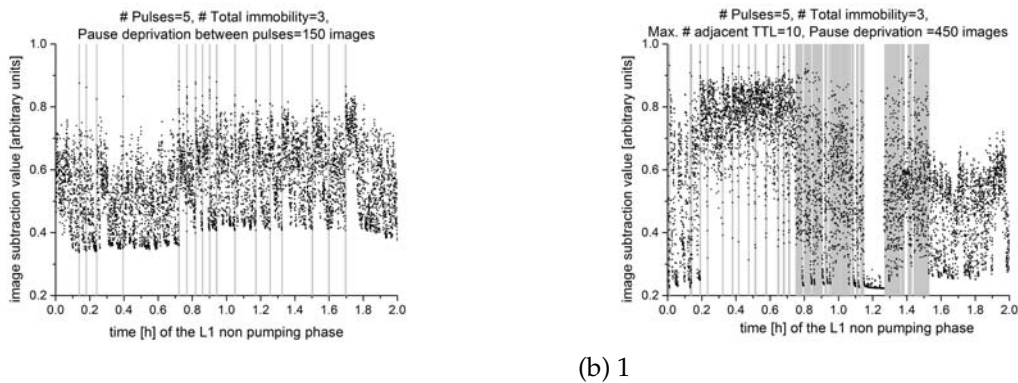 # Pulses=5, # Total immobility=3,
Pause deprivation between pulses=150 images
1.0
0.8
0.6
0.4
0.2
image subtraction value [arbitrary units]
0.0 0.2 0.4 0.6 0.8 1.0 1.2 1.4 1.6 1.8 2.0
time [h] of the L1 non pumping phase
# Pulses=5, # Total immobility=3,
Max. # adjacent TTL=10, Pause deprivation =450 images
1.0
0.8
0.6
0.4
0.2
image subtraction value [arbitrary units]
0.0 0.2 0.4 0.6 0.8 1.0 1.2 1.4 1.6 1.8 2.0
time [h] of the L1 non pumping phase
(b) 1